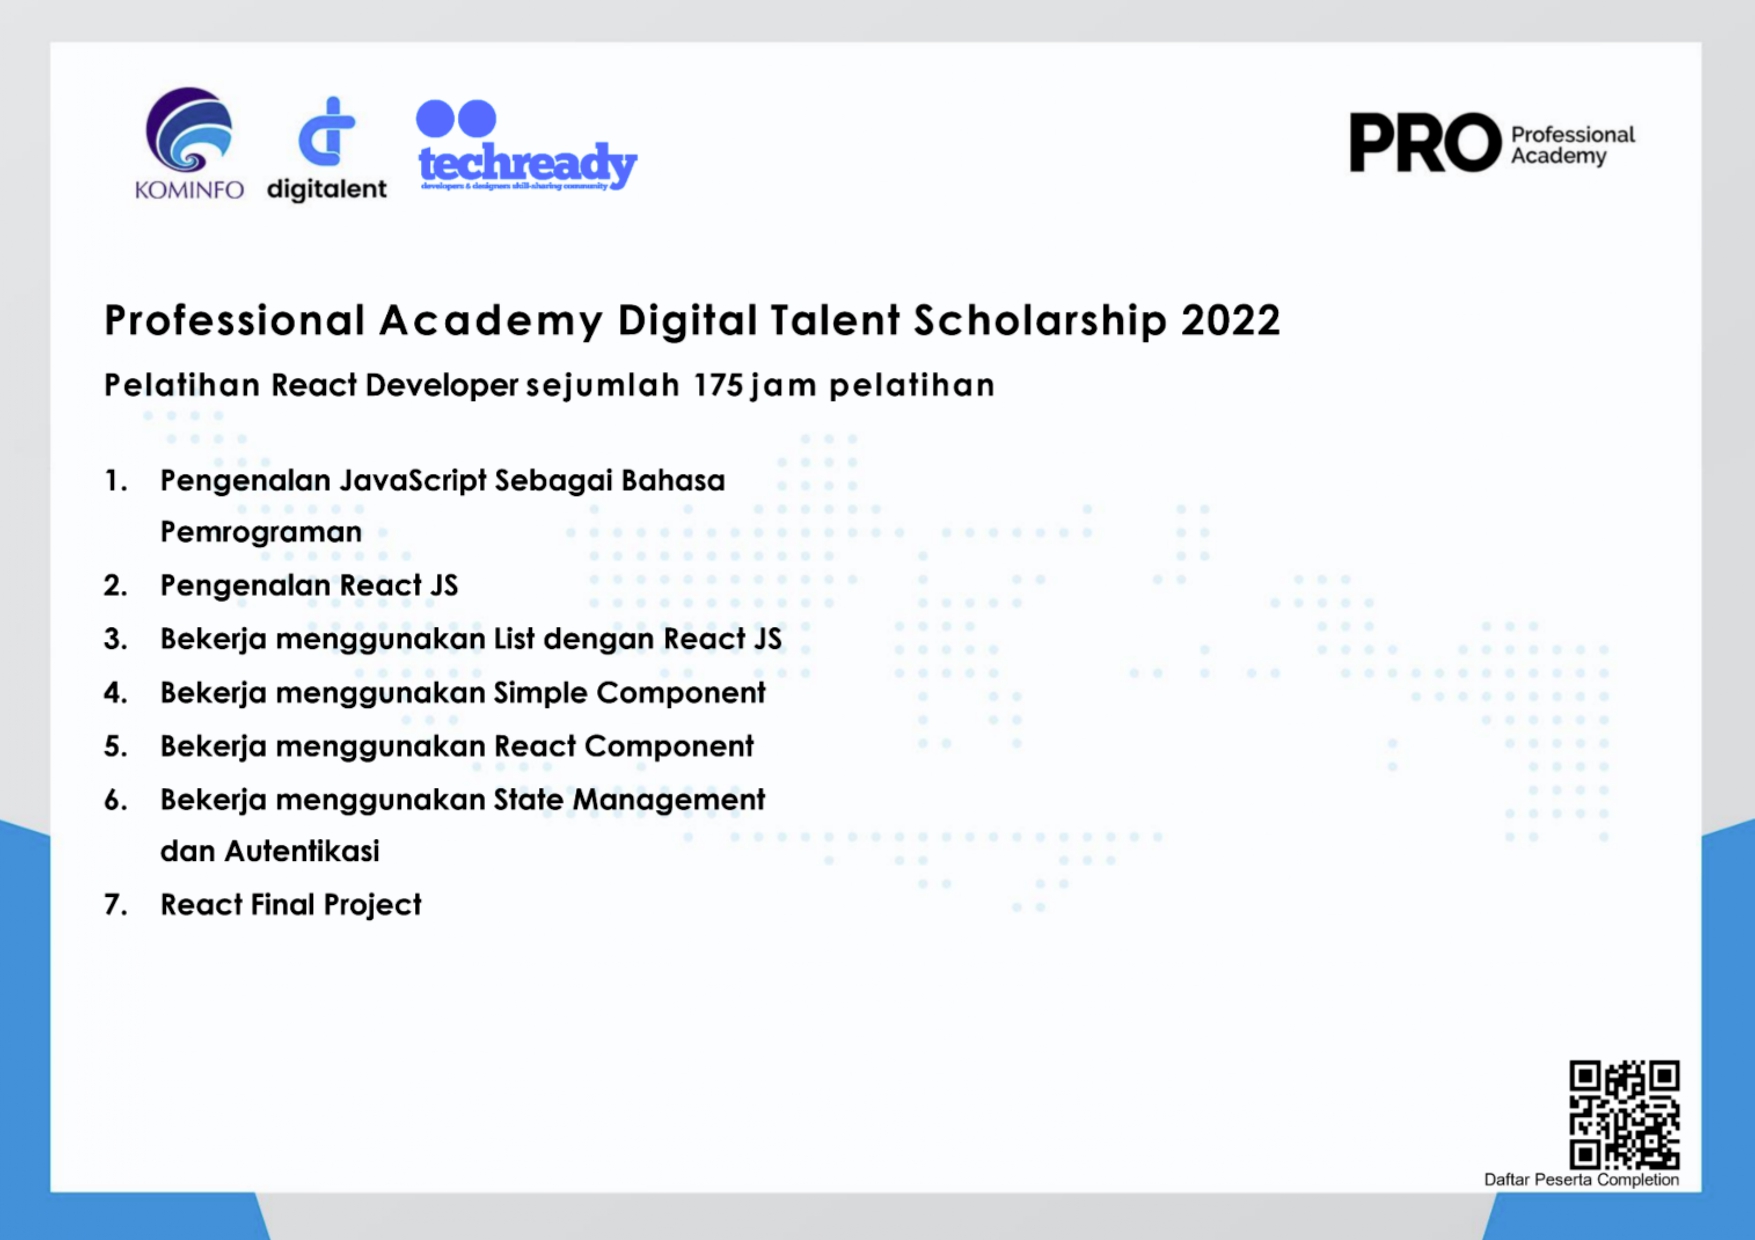 KOMINFO
digitalent
techready
developers & designers skill-sharing community
PRO Professional
Academy
Professional Academy Digital Talent Scholarship 2022
Pelatihan React Developer sejumlah 175 jam pelatihan
1. Pengenalan JavaScript Sebagai Bahasa
Pemrograman
2. Pengenalan React JS
3. Bekerja menggunakan List dengan React JS
4. Bekerja menggunakan Simple Component
5. Bekerja menggunakan React Component
6. Bekerja menggunakan State Management
dan Autentikasi
7. React Final Project
Daftar Peserta Completion